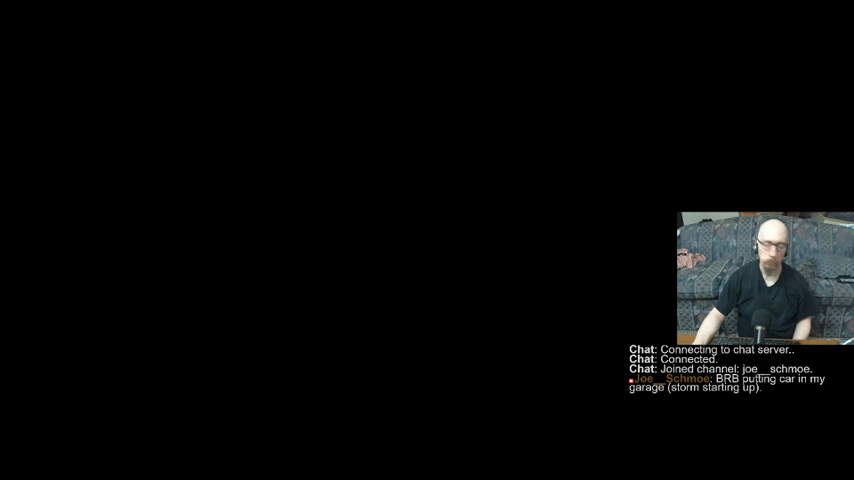 Chat: Connecting to chat server..
Chat: Connected.
Chat: Joined channel: joe__schmoe.
Joe__Schmoe: BRB putting car in my
garage (storm starting up).